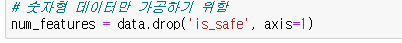 # 숫자형 데이터만 가공하기 위함
num_features = data.drop('is_safe', axis=1)